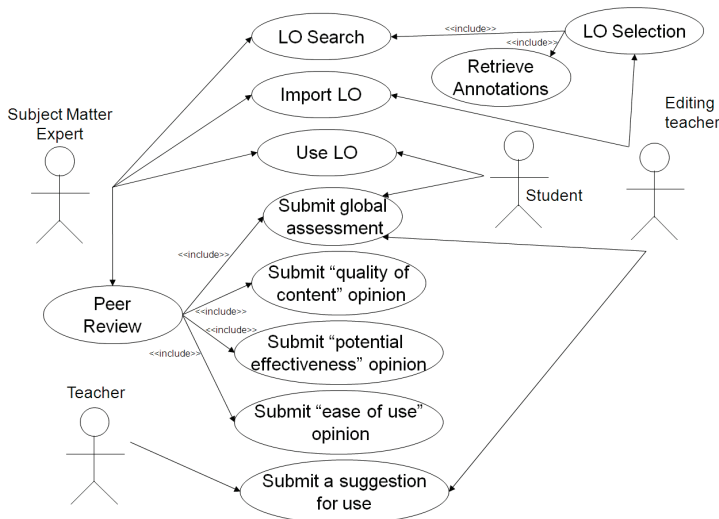 LO Search
<<include>>
LO Selection
<<include>>
Retrieve
Annotations
Import LO
Editing
teacher
Subject Matter
Expert
Use LO
Student
Submit global
assessment
<<include>>
Submit “quality of
content” opinion
Peer
Review
<<include>>
<<include>>
Submit “potential
effectiveness” opinion
<<include>>
Teacher
Submit “ease of use”
opinion
Submit a suggestion
for use